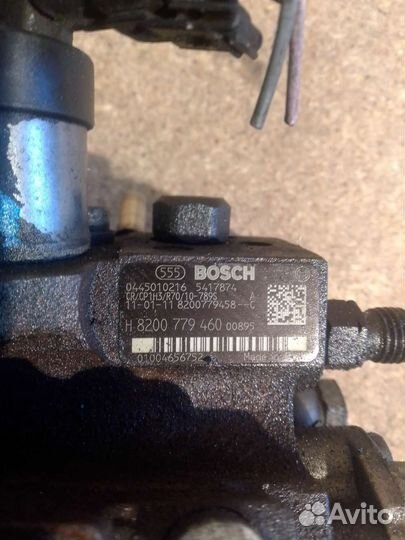 555 BOSCH
0445010216 5417874
CR/CP1H3/R70/10-789S A
11-01-11 8200779458--C
H 8200 779 460 00895
01004656752
Made in
Avito